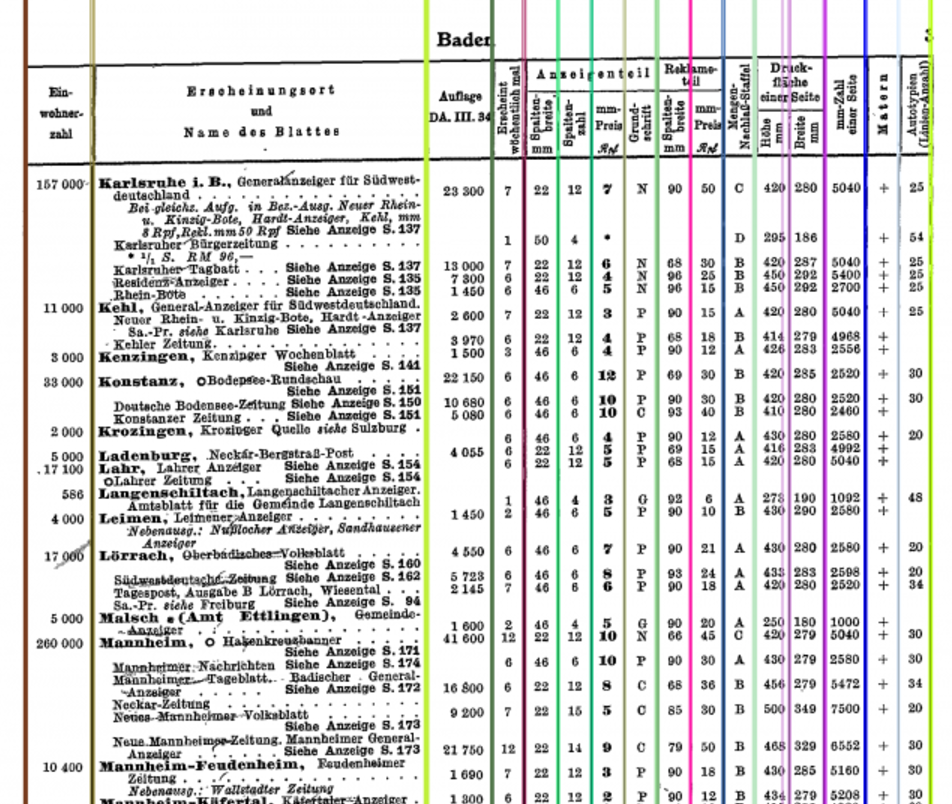 Baden
Ein-
wohner-
zahl
Erscheinungsort
und
Name des Blattes
Auflage
DA. III. 34
Erscheint
wöchentlich mal
Anzeigenteil
Spalten-
breite
mm
Spalten-
zahl
mm-
Preis
Rpf
Grund-
schrift
Reklame-
teil
Spalten-
breite
mm
mm-
Preis
Rpf
Mengen-
Nachlaß-Staffel
Druck-
fläche
einer Seite
Höhe
mm
Breite
mm
mm-Zahl
einer Seite
Matern
Autotypien
(Linien-Anzahl)
157 000 Karlsruhe i. B., Generalanzeiger für Südwest-
deutschland . . . . . . . . . . . . 23 300 7 22 12 7 N 90 50 C 420 280 5040 + 25
Bei gleichz. Aufg. in Bez.-Ausg. Neuer Rhein-
u. Kinzig-Bote, Hardt-Anzeiger, Kehl, mm
8 Rpf, Rekl. mm 50 Rpf Siehe Anzeige S. 137
Karlsruher Bürgerzeitung . . . . . . . 1 50 4 * D 295 186 + 54
* 1/1 S. RM 96,—
Karlsruher Tagblatt . . . Siehe Anzeige S. 137 13 000 7 22 12 6 N 68 30 B 420 287 5040 + 25
Residenz-Anzeiger . . . . Siehe Anzeige S. 135 7 300 6 22 12 4 N 96 25 B 450 292 5400 + 25
Rhein-Bote . . . . . . Siehe Anzeige S. 135 1 450 6 46 6 5 N 96 15 B 450 292 2700 + 25
11 000 Kehl, General-Anzeiger für Südwestdeutschland.
Neuer Rhein- u. Kinzig-Bote, Hardt-Anzeiger 2 600 7 22 12 3 P 90 15 A 420 280 5040 + 25
Sa.-Pr. siehe Karlsruhe Siehe Anzeige S. 137
Kehler Zeitung . . . . . . . . . . . 3 970 6 22 12 4 P 68 18 B 414 279 4968 +
3 000 Kenzingen, Kenzinger Wochenblatt . . . . 1 500 3 46 6 4 P 90 12 A 426 283 2556 +
Siehe Anzeige S. 141
33 000 Konstanz, O Bodensee-Rundschau . . . . . 22 150 6 46 6 12 P 69 30 B 420 285 2520 + 30
Siehe Anzeige S. 151
Deutsche Bodensee-Zeitung Siehe Anzeige S. 150 10 680 6 46 6 10 P 90 30 B 420 280 2520 + 30
Konstanzer Zeitung . . . Siehe Anzeige S. 151 5 080 6 46 6 10 C 93 40 B 410 280 2460 +
2 000 Krozingen, Krozinger Quelle siehe Sulzburg .
6 46 4 4 P 90 12 A 430 280 2580 + 20
5 000 Ladenburg, Neckar-Bergstraß-Post . . . . 4 055 6 22 12 5 P 69 15 A 416 283 4992 +
17 100 Lahr, Lahrer Anzeiger Siehe Anzeige S. 154 6 22 12 5 P 68 15 A 420 280 5040 +
O Lahrer Zeitung . . . Siehe Anzeige S. 154
586 Langenschiltach, Langenschiltacher Anzeiger.
Amtsblatt für die Gemeinde Langenschiltach 1 46 4 3 G 92 6 A 273 190 1092 + 48
4 000 Leimen, Leimener Anzeiger . . . . . . . 1 450 2 46 6 5 P 90 10 B 430 290 2580 +
Nebenausg.: Nußlocher Anzeiger, Sandhausener
Anzeiger
17 000 Lörrach, Oberbadisches Volksblatt . . . . . 4 550 6 46 6 7 P 90 21 A 430 280 2580 + 20
Siehe Anzeige S. 160
Südwestdeutsche Zeitung Siehe Anzeige S. 162 5 723 6 46 6 8 P 93 24 A 433 283 2598 + 20
Tagespost, Ausgabe B Lörrach, Wiesental . . . 2 145 7 46 6 6 P 90 18 A 420 280 2520 + 34
Sa.-Pr. siehe Freiburg Siehe Anzeige S. 94
5 000 Malsch (Amt Ettlingen), Gemeinde-
Anzeiger . . . . . . . . . . . . . 1 600 2 46 4 5 G 90 20 A 250 180 1000 +
260 000 Mannheim, O Hakenkreuzbanner . . . . . 41 600 12 22 12 10 N 66 45 C 420 279 5040 + 30
Siehe Anzeige S. 171
Mannheimer Nachrichten Siehe Anzeige S. 174 6 46 6 10 P 90 30 A 430 279 2580 + 30
Mannheimer Tageblatt. Badischer General-
Anzeiger . . . . . Siehe Anzeige S. 172 16 800 6 22 12 8 C 68 36 B 456 279 5472 + 34
Neckar-Zeitung . . . . . . . . . . .
Neues Mannheimer Volksblatt . . . . . . 9 200 7 22 15 5 C 85 30 B 500 349 7500 + 20
Siehe Anzeige S. 173
Neue Mannheimer Zeitung. Mannheimer General-
Anzeiger . . . . . Siehe Anzeige S. 173 21 750 12 22 14 9 C 79 50 B 468 329 6552 + 30
10 400 Mannheim-Feudenheim, Feudenheimer
Zeitung . . . . . . . . . . . . . 1 690 7 22 12 3 P 90 18 B 430 285 5160 + 30
Nebenausg.: Wallstadter Zeitung
Mannheim-Käfertal, Käfertaler Anzeiger 1 300 6 22 12 2 P 90 12 B 434 279 5208 + 30